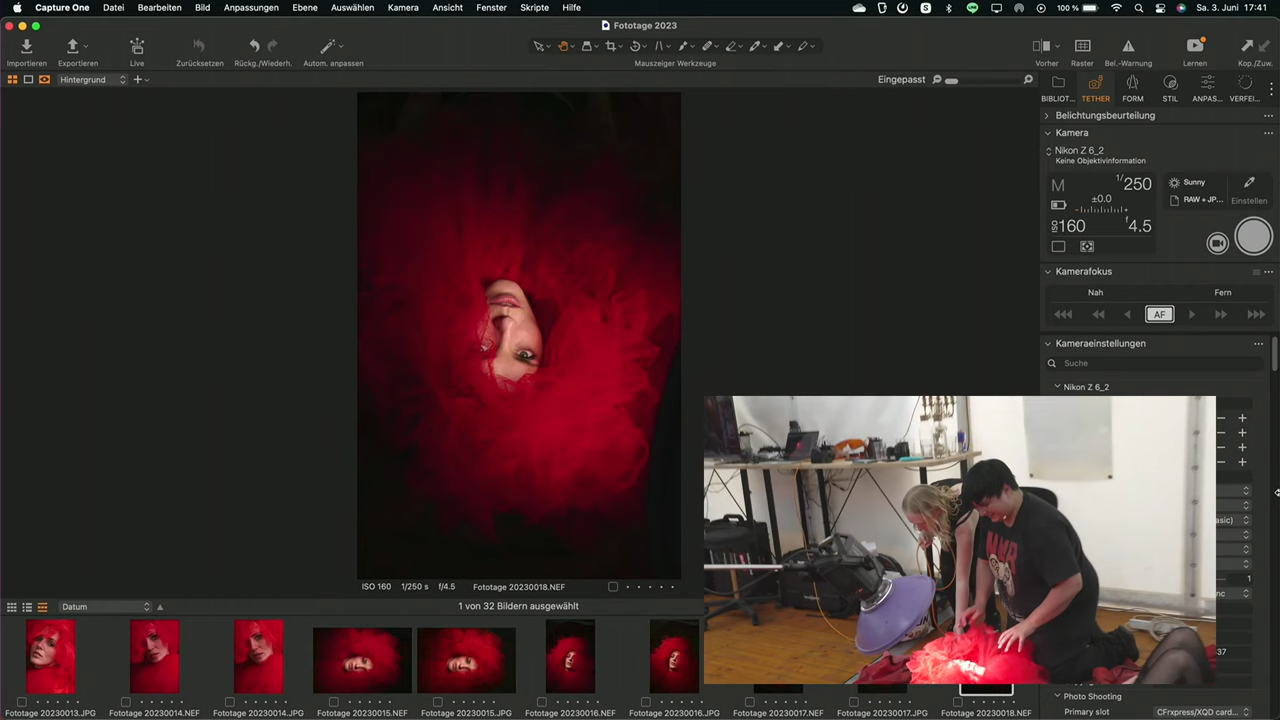 Capture One Datei Bearbeiten Bild Anpassungen Ebene Auswählen Kamera Ansicht Fenster Skripte Hilfe 100 % Sa. 3. Juni 17:41
Fototage 2023
Importieren Exportieren Live Zurücksetzen Rückg./Wiederh. Autom. anpassen Mauszeiger Werkzeuge Vorher Raster Bel.-Warnung Lernen Kop./Zuw.
Hintergrund Eingepasst
BIBLIOT... TETHER FORM STIL ANPAS... VERFEI...
Belichtungsbeurteilung
Kamera
Nikon Z 6_2
Keine Objektivinformation
M 1/250
±0.0
ISO 160 f4.5
Sunny
RAW + JP...
Einstellen
Kamerafokus
Nah Fern
AF
Kameraeinstellungen
Suche
Nikon Z 6_2
asic)
1
nc
37
Photo Shooting
Primary slot CFrxpress/XQD card...
ISO 160 1/250 s f/4.5 Fototage 20230018.NEF
Datum 1 von 32 Bildern ausgewählt
Fototage 20230013.JPG Fototage 20230014.NEF Fototage 20230014.JPG Fototage 20230015.NEF Fototage 20230015.JPG Fototage 20230016.NEF Fototage 20230016.JPG Fototage 20230017.NEF Fototage 20230017.JPG Fototage 20230018.NEF